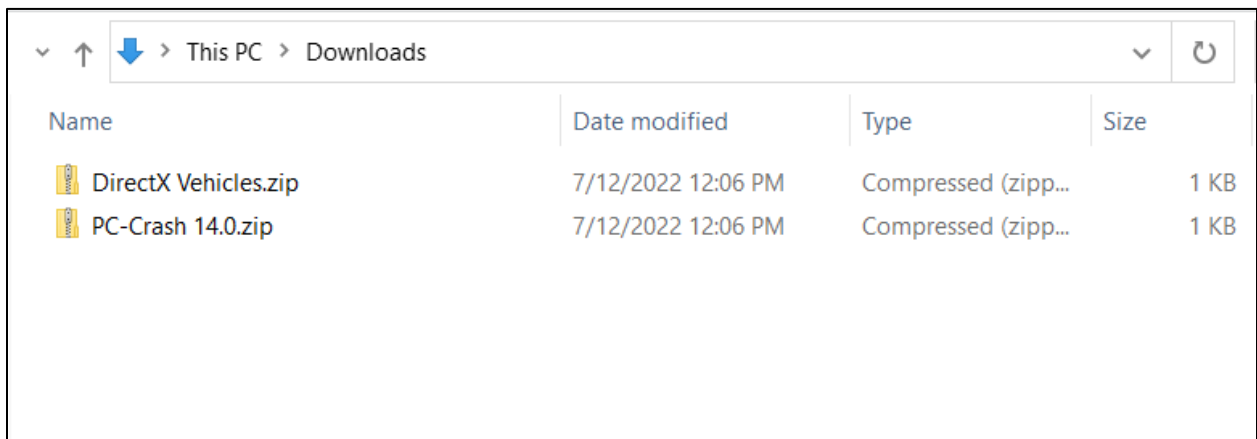 This PC > Downloads
Name Date modified Type Size
DirectX Vehicles.zip 7/12/2022 12:06 PM Compressed (zipp... 1 KB
PC-Crash 14.0.zip 7/12/2022 12:06 PM Compressed (zipp... 1 KB